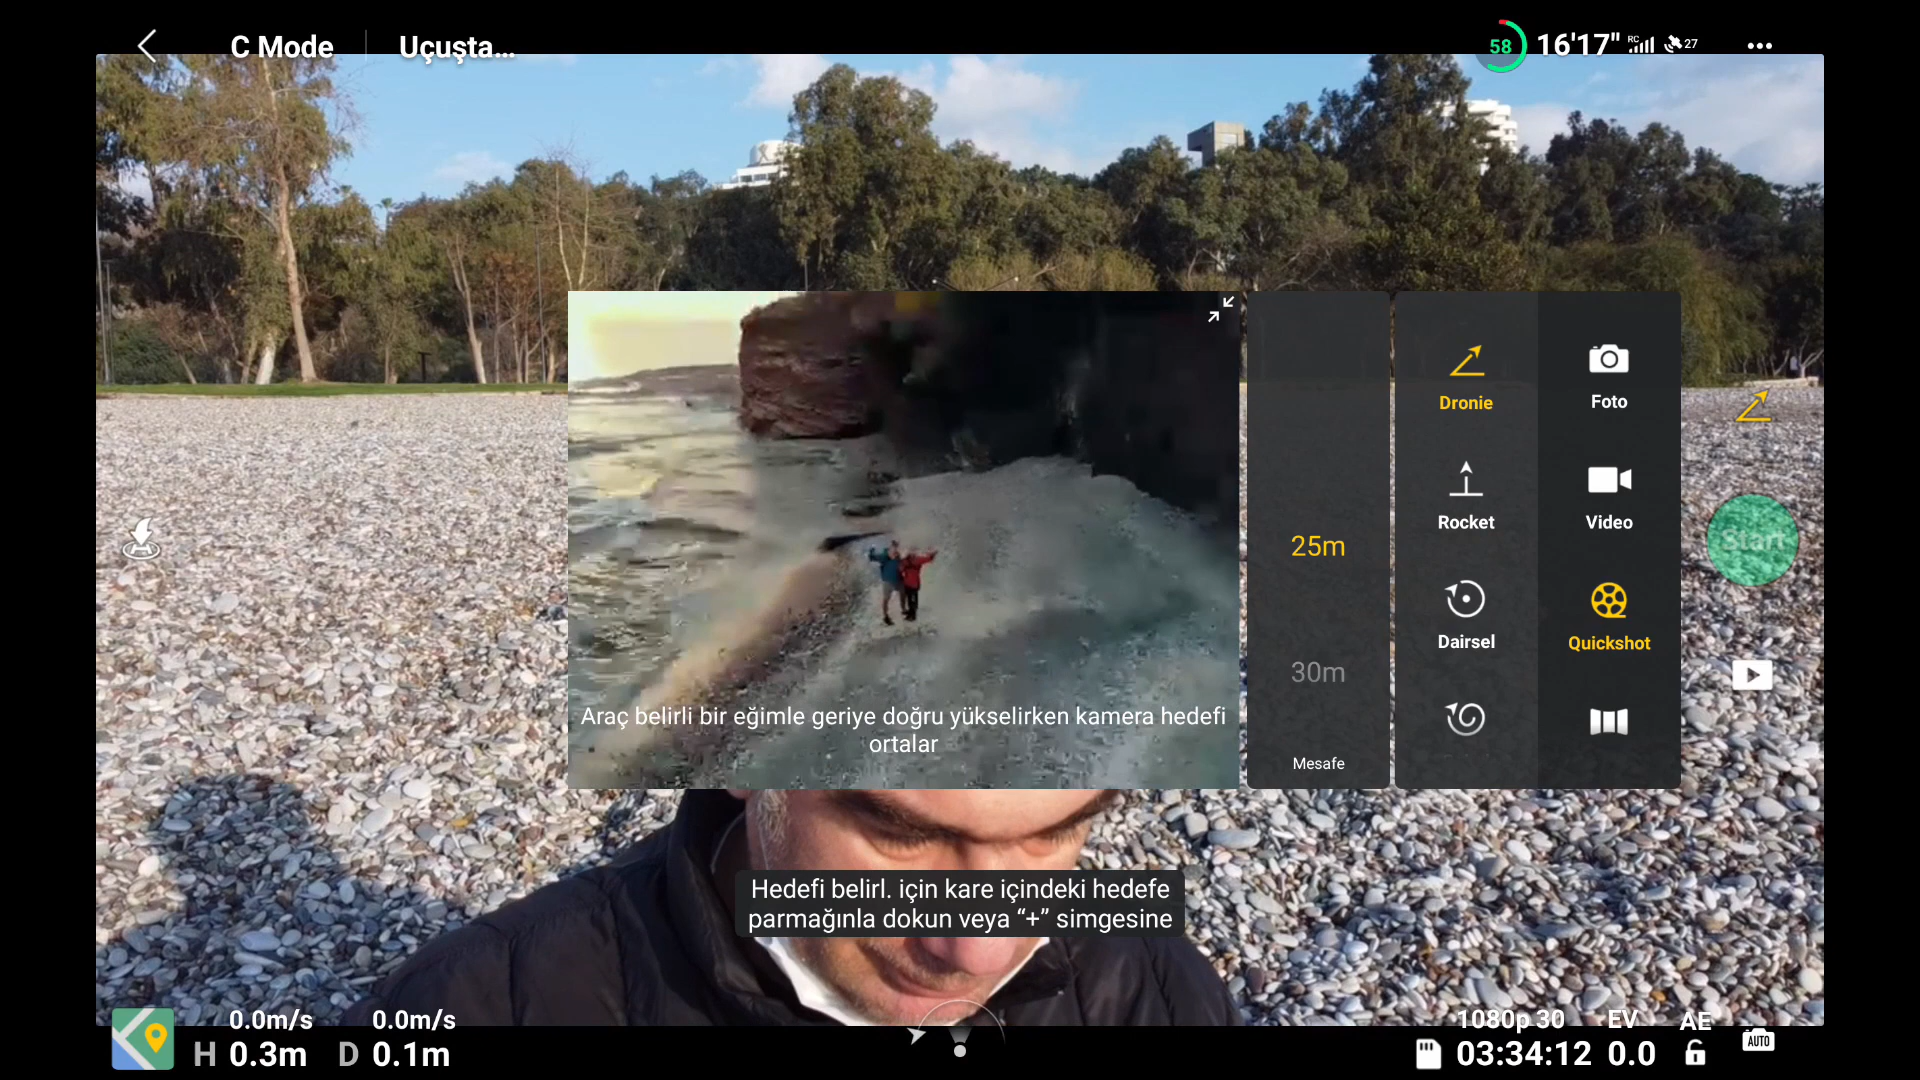 C Mode
Uçuşta...
58
16'17"
RC
27
Dronie
Foto
Rocket
Video
25m
Start
Dairsel
Quickshot
30m
Araç belirli bir eğimle geriye doğru yükselirken kamera hedefi
ortalar
Mesafe
Hedefi belirl. için kare içindeki hedefe
parmağınla dokun veya “+” simgesine
0.0m/s
0.0m/s
H 0.3m
D 0.1m
1080p 30
EV
AE
03:34:12
0.0
AUTO